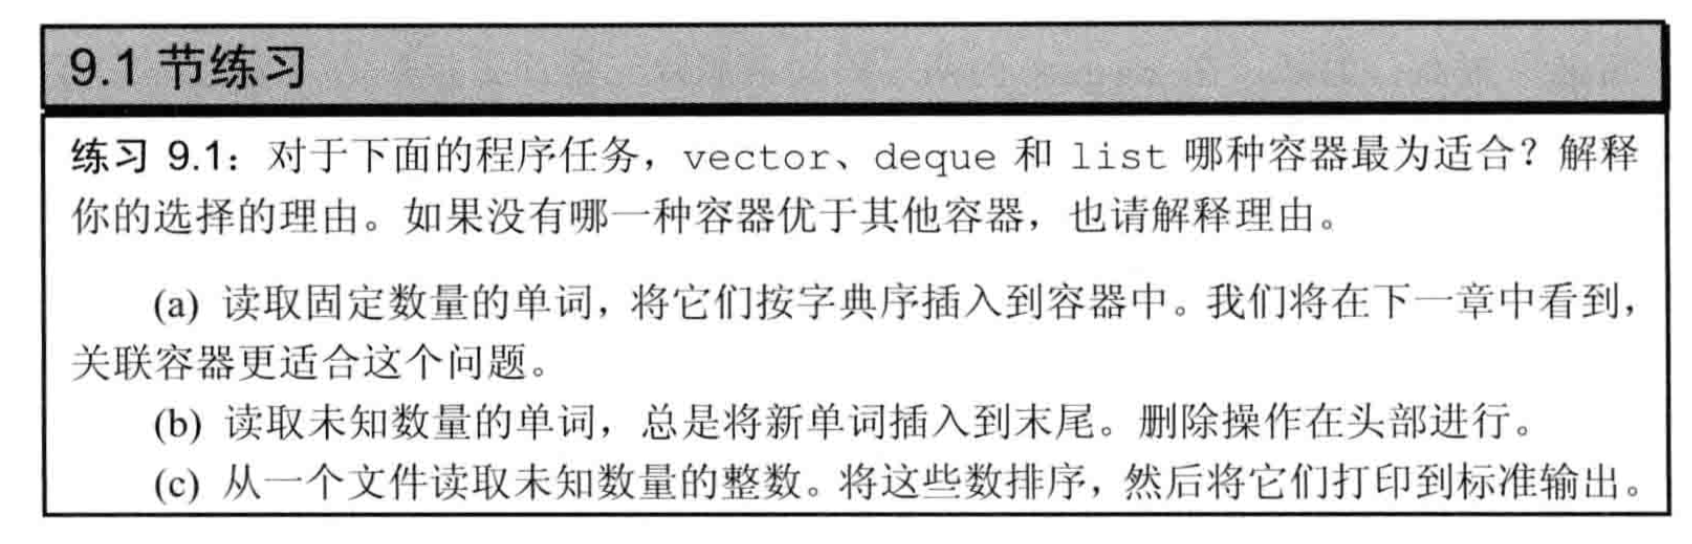 9.1 节练习
练习 9.1：对于下面的程序任务，vector、deque 和 list 哪种容器最为适合？解释
你的选择的理由。如果没有哪一种容器优于其他容器，也请解释理由。
(a) 读取固定数量的单词，将它们按字典序插入到容器中。我们将在下一章中看到，
关联容器更适合这个问题。
(b) 读取未知数量的单词，总是将新单词插入到末尾。删除操作在头部进行。
(c) 从一个文件读取未知数量的整数。将这些数排序，然后将它们打印到标准输出。